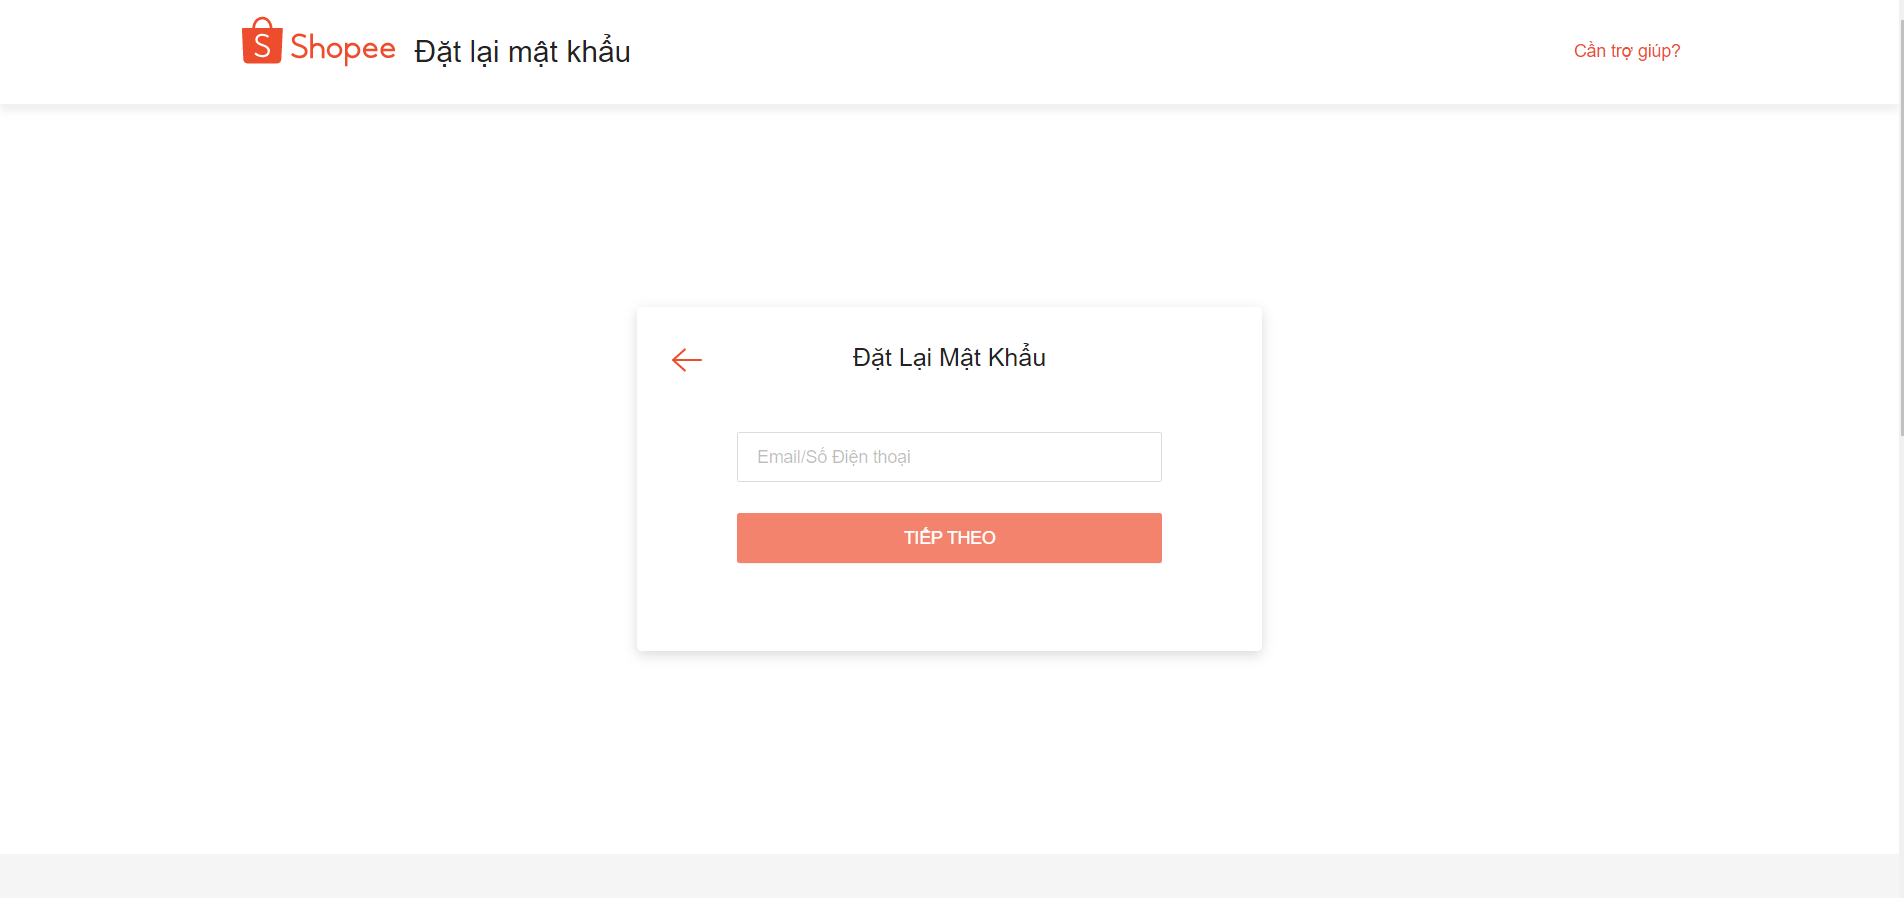 S Shopee Đặt lại mật khẩu Cần trợ giúp?
Đặt Lại Mật Khẩu
Email/Số Điện thoại
TIẾP THEO